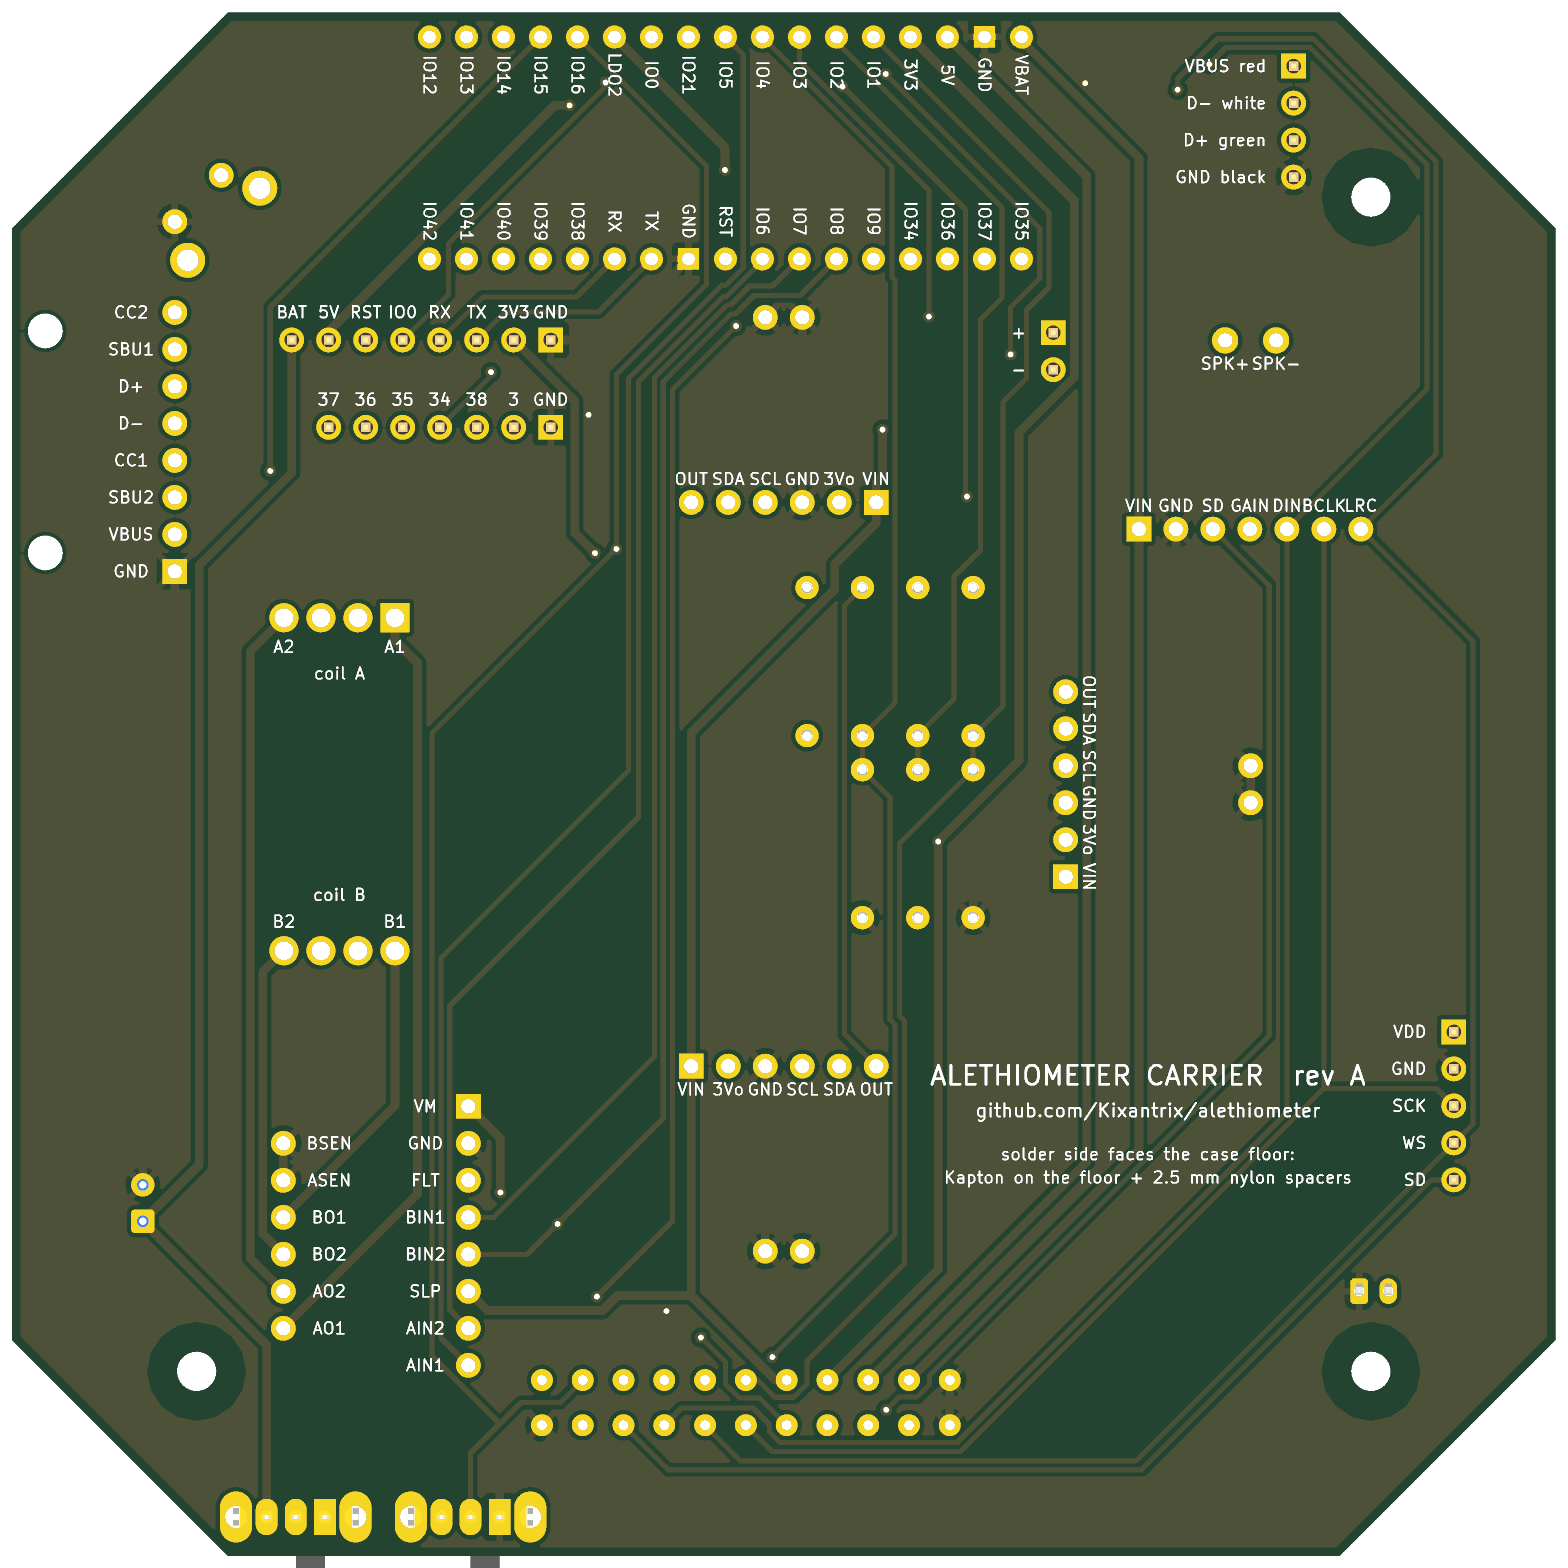 IO12 IO13 IO14 IO15 IO16 LDO2 IO0 IO21 IO5 IO4 IO3 IO2 IO1 3V3 5V GND VBAT
VBUS red
D- white
D+ green
GND black
IO42 IO41 IO40 IO39 IO38 RX TX GND RST IO6 IO7 IO8 IO9 IO34 IO36 IO37 IO35
CC2
SBU1
D+
D-
CC1
SBU2
VBUS
GND
BAT 5V RST IO0 RX TX 3V3 GND
37 36 35 34 38 3 GND
+
-
SPK+ SPK-
OUT SDA SCL GND 3Vo VIN
VIN GND SD GAIN DIN BCLK LRC
A2 A1
coil A
OUT SDA SCL GND 3Vo VIN
coil B
B2 B1
VIN 3Vo GND SCL SDA OUT
ALETHIOMETER CARRIER rev A
github.com/Kixantrix/alethiometer
solder side faces the case floor:
Kapton on the floor + 2.5 mm nylon spacers
VDD
GND
SCK
WS
SD
BSEN
ASEN
BO1
BO2
AO2
AO1
VM
GND
FLT
BIN1
BIN2
SLP
AIN2
AIN1